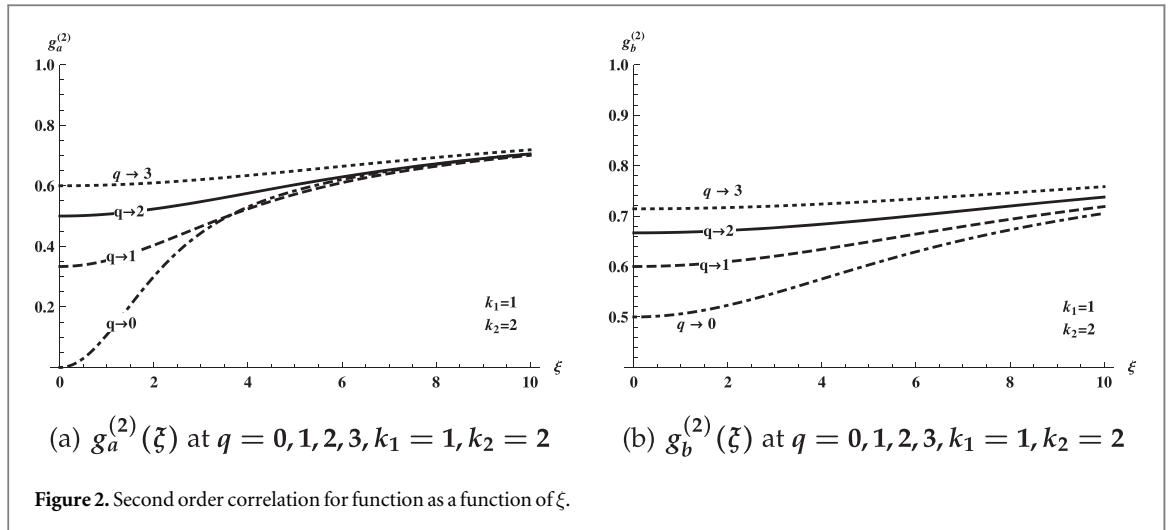 g_a^(2)
1.0
0.8
0.6
0.4
0.2
q → 3
q→2
q→1
q→0
k₁=1
k₂=2
0 2 4 6 8 10 ξ
g_b^(2)
1.0
0.9
0.8
0.7
0.6
0.5
q → 3
q→2
q→1
q → 0
k₁=1
k₂=2
0 2 4 6 8 10 ξ
(a) g_a^(2)(ξ) at q = 0, 1, 2, 3, k₁ = 1, k₂ = 2
(b) g_b^(2)(ξ) at q = 0, 1, 2, 3, k₁ = 1, k₂ = 2
Figure 2. Second order correlation for function as a function of ξ.